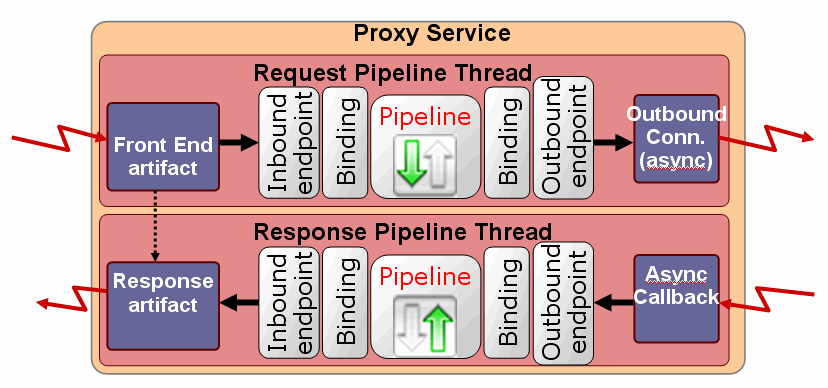 Proxy Service
Request Pipeline Thread
Front End
artifact
Inbound
endpoint
Binding
Pipeline
Binding
Outbound
endpoint
Outbound
Conn.
(async)
Response Pipeline Thread
Response
artifact
Inbound
endpoint
Binding
Pipeline
Binding
Outbound
endpoint
Async
Callback